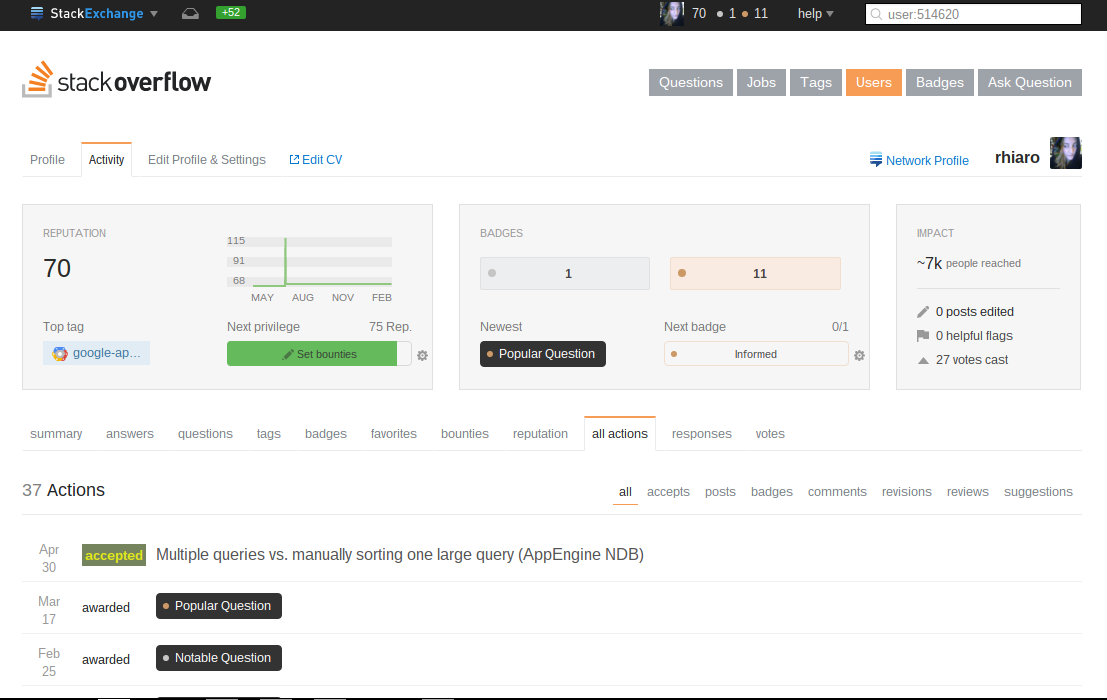 StackExchange +52 70 1 11 help user:514620
stackoverflow Questions Jobs Tags Users Badges Ask Question
Profile Activity Edit Profile & Settings Edit CV Network Profile rhiaro
REPUTATION
70
115
91
68
MAY AUG NOV FEB
Top tag
google-ap...
Next privilege 75 Rep.
Set bounties
BADGES
1 11
Newest
Popular Question
Next badge 0/1
Informed
IMPACT
~7k people reached
0 posts edited
0 helpful flags
27 votes cast
summary answers questions tags badges favorites bounties reputation all actions responses votes
37 Actions all accepts posts badges comments revisions reviews suggestions
Apr
30
accepted Multiple queries vs. manually sorting one large query (AppEngine NDB)
Mar
17
awarded Popular Question
Feb
25
awarded Notable Question